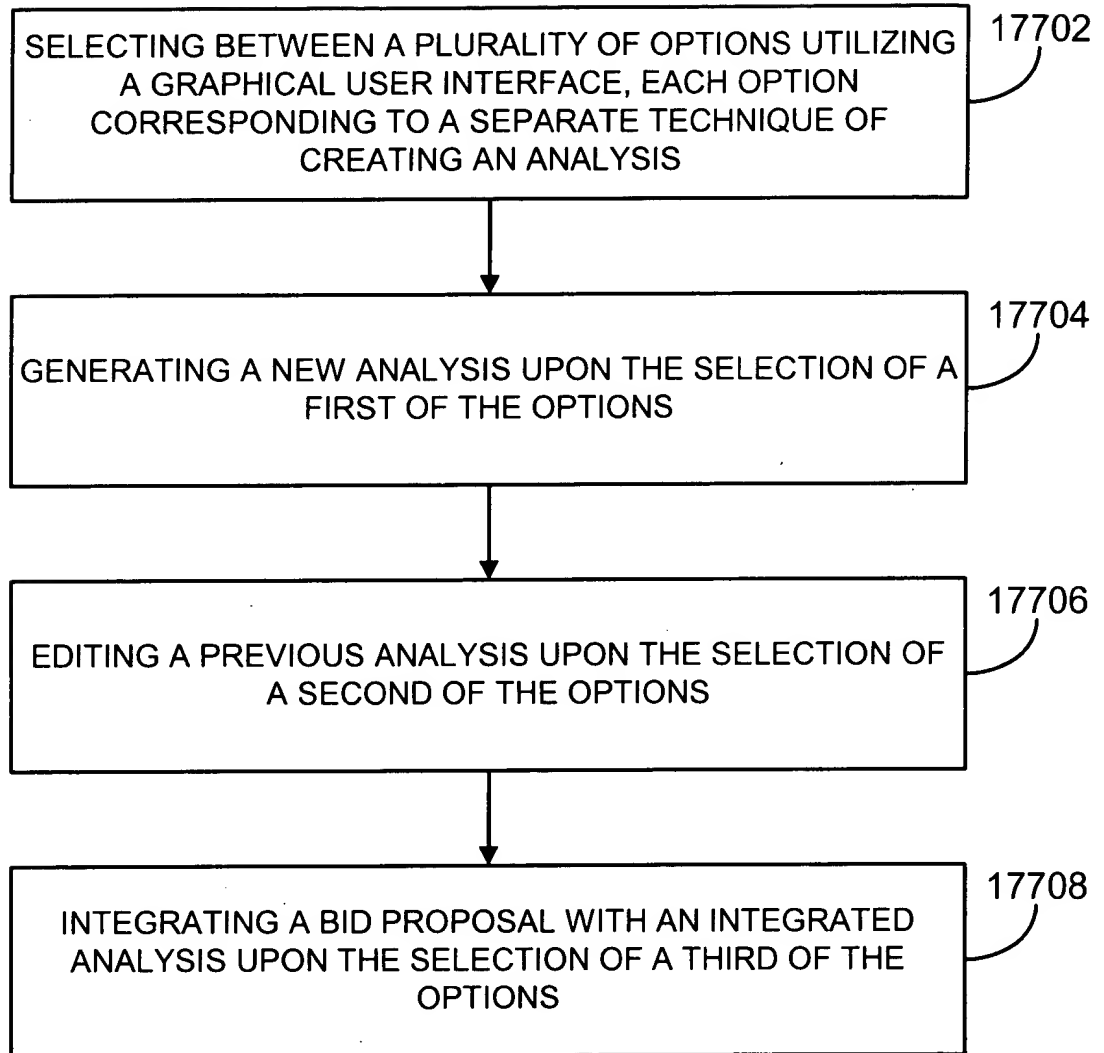 SELECTING BETWEEN A PLURALITY OF OPTIONS UTILIZING
A GRAPHICAL USER INTERFACE, EACH OPTION
CORRESPONDING TO A SEPARATE TECHNIQUE OF
CREATING AN ANALYSIS
17702
GENERATING A NEW ANALYSIS UPON THE SELECTION OF A
FIRST OF THE OPTIONS
17704
EDITING A PREVIOUS ANALYSIS UPON THE SELECTION OF
A SECOND OF THE OPTIONS
17706
INTEGRATING A BID PROPOSAL WITH AN INTEGRATED
ANALYSIS UPON THE SELECTION OF A THIRD OF THE
OPTIONS
17708